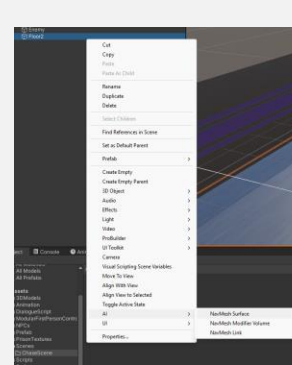 Enemy
Floor2
Cut
Copy
Paste
Paste As Child
Rename
Duplicate
Delete
Select Children
Find References in Scene
Set as Default Parent
Prefab
Create Empty
Create Empty Parent
3D Object
Audio
Effects
Light
Video
ProBuilder
UI Toolkit
Camera
Visual Scripting Scene Variables
Move To View
Align With View
Align View to Selected
Toggle Active State
AI
UI
Properties...
NavMesh Surface
NavMesh Modifier Volume
NavMesh Link
Console
All Models
All Prefabs
3DModels
Animation
DialogueScript
ModularFirstPersonContr
NPCs
Prefab
PrisonTextures
Scenes
ChaseScene
Scripts